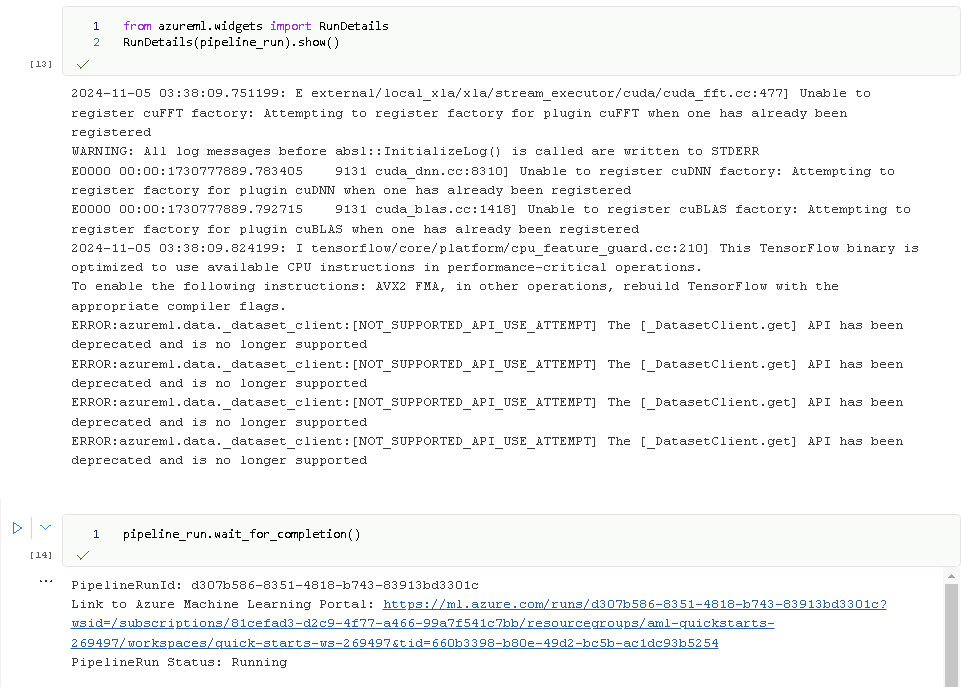 1 from azureml.widgets import RunDetails
2 RunDetails(pipeline_run).show()
[13]
2024-11-05 03:38:09.751199: E external/local_xla/xla/stream_executor/cuda/cuda_fft.cc:477] Unable to
register cuFFT factory: Attempting to register factory for plugin cuFFT when one has already been
registered
WARNING: All log messages before absl::InitializeLog() is called are written to STDERR
E0000 00:00:1730777889.783405    9131 cuda_dnn.cc:8310] Unable to register cuDNN factory: Attempting to
register factory for plugin cuDNN when one has already been registered
E0000 00:00:1730777889.792715    9131 cuda_blas.cc:1418] Unable to register cuBLAS factory: Attempting to
register factory for plugin cuBLAS when one has already been registered
2024-11-05 03:38:09.824199: I tensorflow/core/platform/cpu_feature_guard.cc:210] This TensorFlow binary is
optimized to use available CPU instructions in performance-critical operations.
To enable the following instructions: AVX2 FMA, in other operations, rebuild TensorFlow with the
appropriate compiler flags.
ERROR:azureml.data._dataset_client:[NOT_SUPPORTED_API_USE_ATTEMPT] The [_DatasetClient.get] API has been
deprecated and is no longer supported
ERROR:azureml.data._dataset_client:[NOT_SUPPORTED_API_USE_ATTEMPT] The [_DatasetClient.get] API has been
deprecated and is no longer supported
ERROR:azureml.data._dataset_client:[NOT_SUPPORTED_API_USE_ATTEMPT] The [_DatasetClient.get] API has been
deprecated and is no longer supported
ERROR:azureml.data._dataset_client:[NOT_SUPPORTED_API_USE_ATTEMPT] The [_DatasetClient.get] API has been
deprecated and is no longer supported
1 pipeline_run.wait_for_completion()
[14]
PipelineRunId: d307b586-8351-4818-b743-83913bd3301c
Link to Azure Machine Learning Portal: https://ml.azure.com/runs/d307b586-8351-4818-b743-83913bd3301c?
wsid=/subscriptions/81cefad3-d2c9-4f77-a466-99a7f541c7bb/resourcegroups/aml-quickstarts-
269497/workspaces/quick-starts-ws-269497&tid=660b3398-b80e-49d2-bc5b-ac1dc93b5254
PipelineRun Status: Running